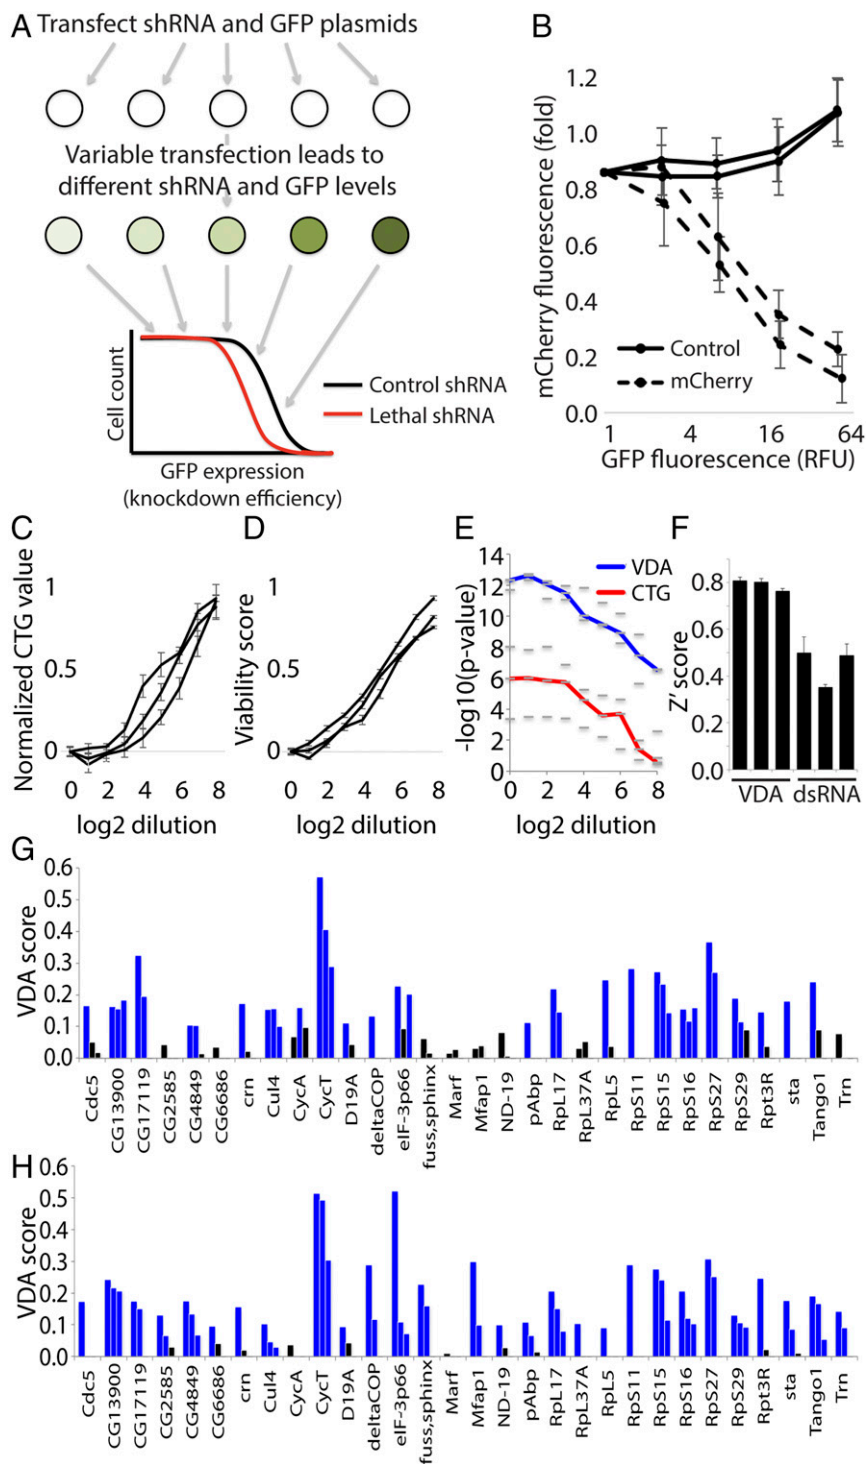 A
Transfect shRNA and GFP plasmids
Variable transfection leads to
different shRNA and GFP levels
Cell count
Control shRNA
Lethal shRNA
GFP expression
(knockdown efficiency)
B
mCherry fluorescence (fold)
1.2
1.0
0.8
0.6
0.4
0.2
0.0
Control
mCherry
1 4 16 64
GFP fluorescence (RFU)
C
Normalized CTG value
1
0.5
0
0 2 4 6 8
log2 dilution
D
Viability score
1
0.5
0
0 2 4 6 8
log2 dilution
E
-log10(p-value)
14
12
10
8
6
4
2
0
VDA
CTG
0 2 4 6 8
log2 dilution
F
Z' score
0.8
0.6
0.4
0.2
0.0
VDA dsRNA
G
VDA score
0.6
0.5
0.4
0.3
0.2
0.1
0.0
Cdc5
CG13900
CG17119
CG2585
CG4849
CG6686
crn
Cul4
CycA
CycT
D19A
deltaCOP
eIF-3p66
fuss,sphinx
Marf
Mfap1
ND-19
pAbp
RpL17
RpL37A
RpL5
RpS11
RpS15
RpS16
RpS27
RpS29
Rpt3R
sta
Tango1
Trn
H
VDA score
0.6
0.5
0.4
0.3
0.2
0.1
0.0
Cdc5
CG13900
CG17119
CG2585
CG4849
CG6686
crn
Cul4
CycA
CycT
D19A
deltaCOP
eIF-3p66
fuss,sphinx
Marf
Mfap1
ND-19
pAbp
RpL17
RpL37A
RpL5
RpS11
RpS15
RpS16
RpS27
RpS29
Rpt3R
sta
Tango1
Trn